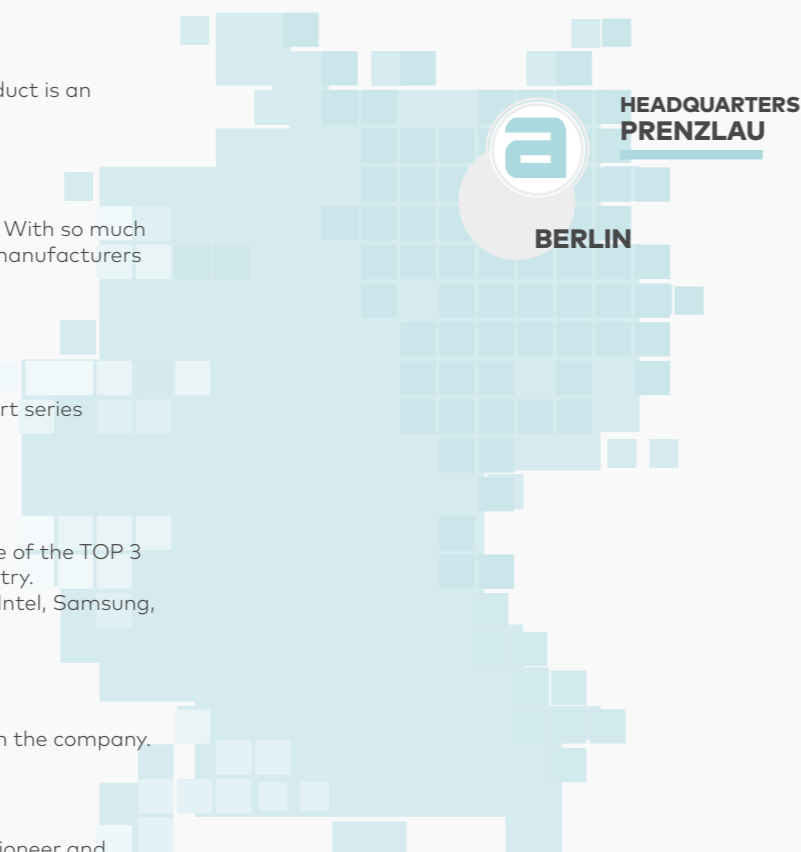 duct is an
HEADQUARTERS
PRENZLAU
With so much
manufacturers
BERLIN
rt series
e of the TOP 3
try.
Intel, Samsung,
n the company.
ioneer and